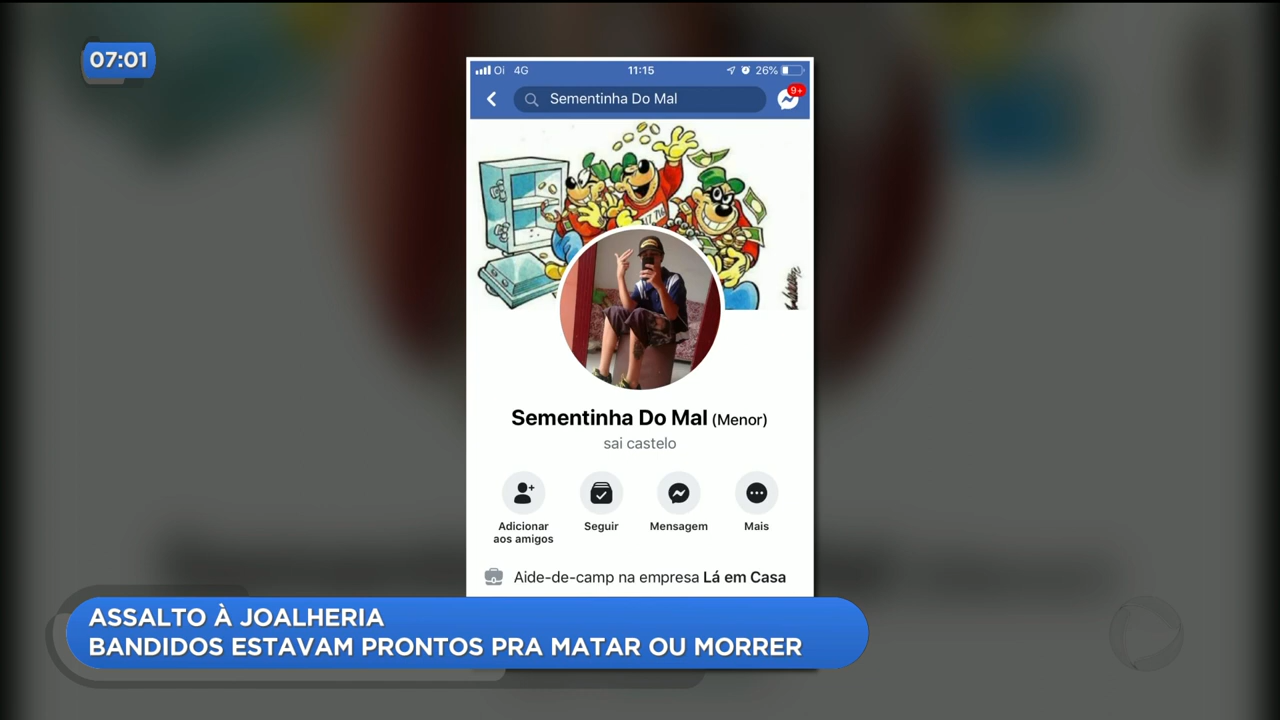 07:01
Oi 4G 11:15 26%
Sementinha Do Mal
9+
Sementinha Do Mal (Menor)
sai castelo
Adicionar aos amigos
Seguir
Mensagem
Mais
Aide-de-camp na empresa Lá em Casa
ASSALTO À JOALHERIA
BANDIDOS ESTAVAM PRONTOS PRA MATAR OU MORRER